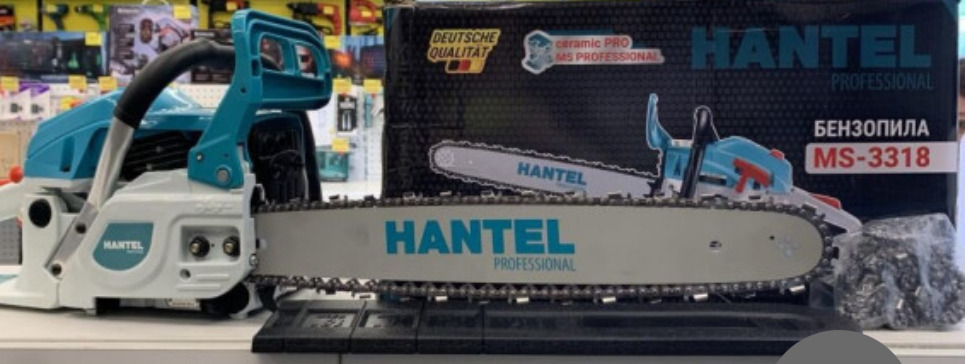 DEUTSCHE
QUALITÄT
ceramic PRO
MS PROFESSIONAL
HANTEL
PROFESSIONAL
БЕНЗОПИЛА
MS-3318
HANTEL
HANTEL
PROFESSIONAL
HANTEL